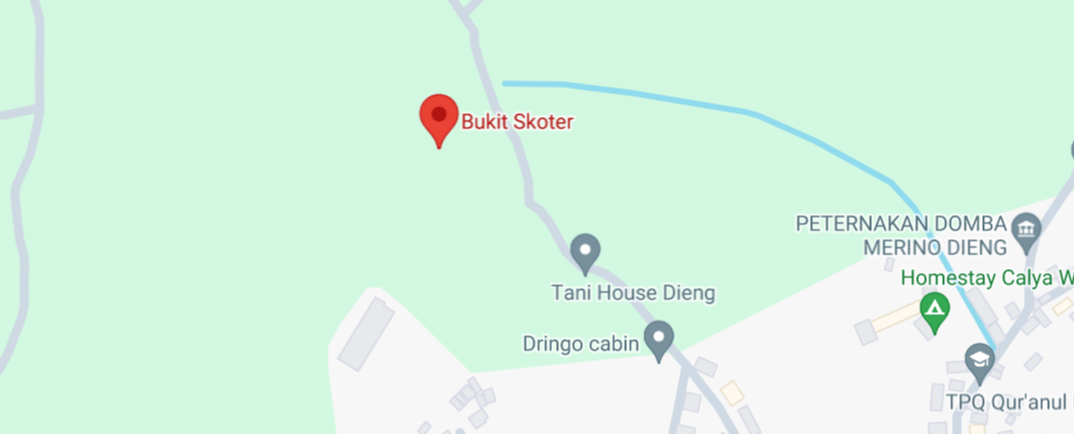 Bukit Skoter
PETERNAKAN DOMBA
MERINO DIENG
Homestay Calya W
Tani House Dieng
Dringo cabin
TPQ Qur'anul